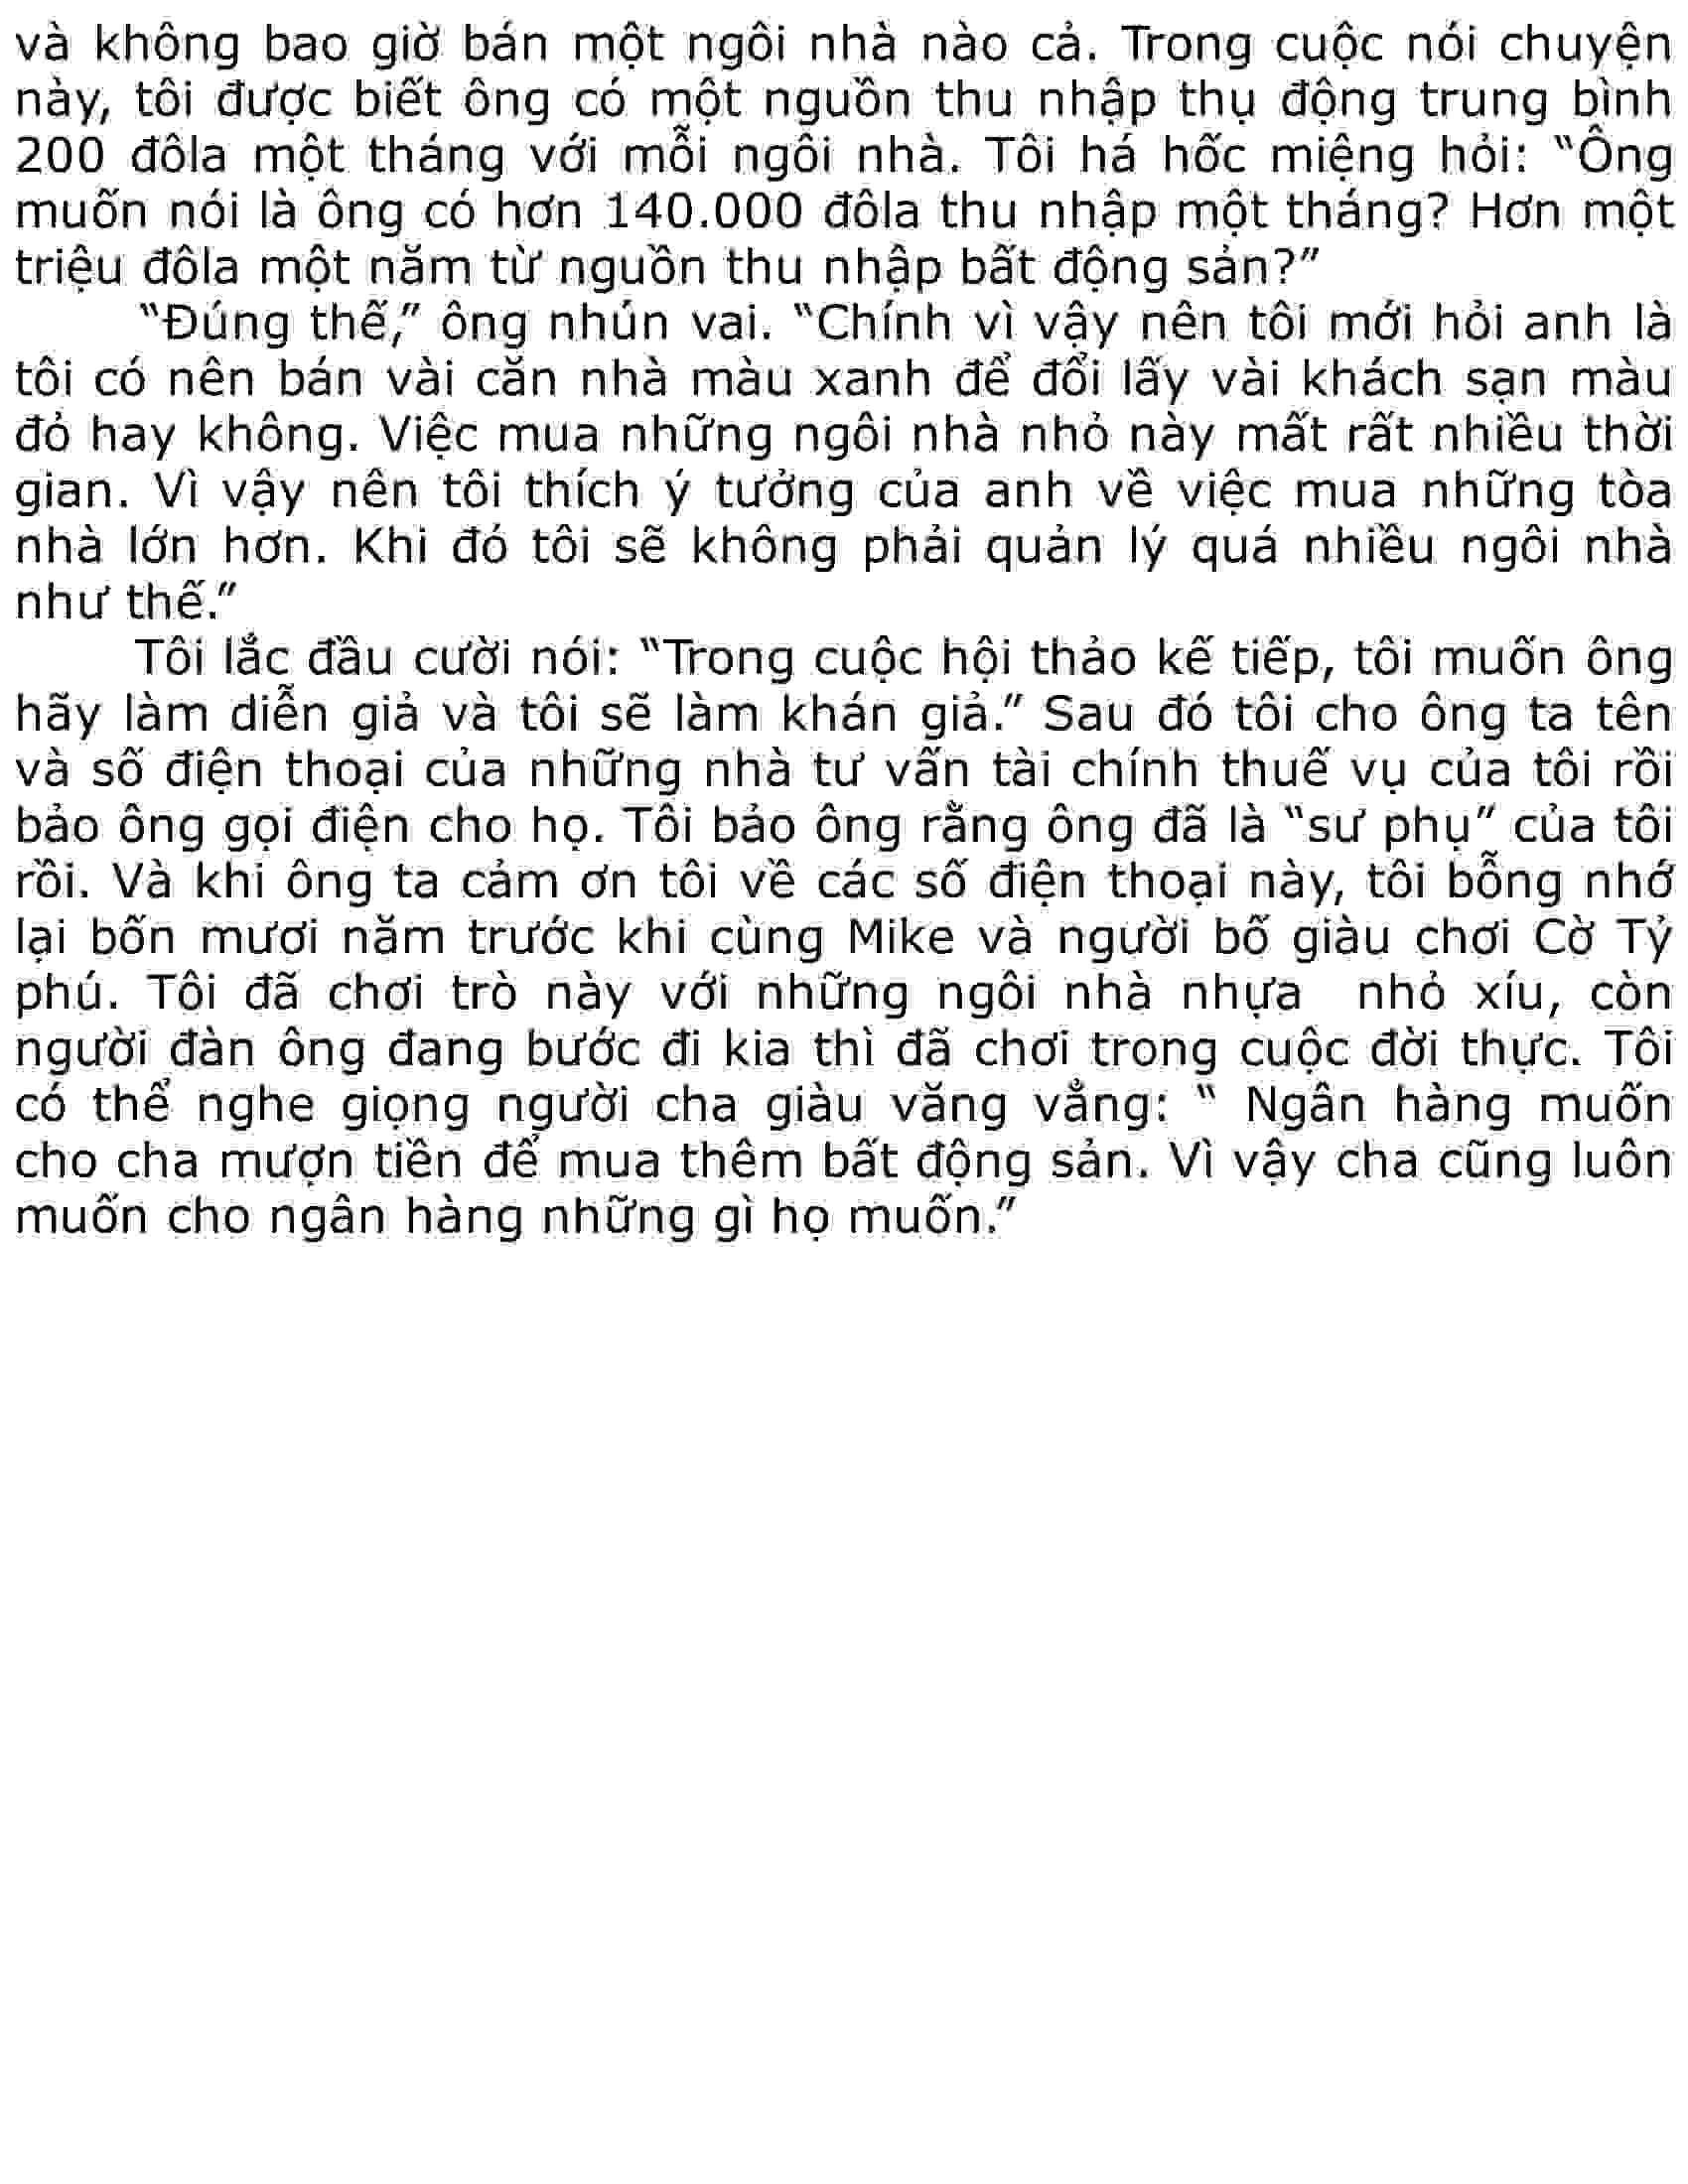 và không bao giờ bán một ngôi nhà nào cả. Trong cuộc nói chuyện
này, tôi được biết ông có một nguồn thu nhập thụ động trung bình
200 đôla một tháng với mỗi ngôi nhà. Tôi há hốc miệng hỏi: “Ông
muốn nói là ông có hơn 140.000 đôla thu nhập một tháng? Hơn một
triệu đôla một năm từ nguồn thu nhập bất động sản?”
“Đúng thế,” ông nhún vai. “Chính vì vậy nên tôi mới hỏi anh là
tôi có nên bán vài căn nhà màu xanh để đổi lấy vài khách sạn màu
đỏ hay không. Việc mua những ngôi nhà nhỏ này mất rất nhiều thời
gian. Vì vậy nên tôi thích ý tưởng của anh về việc mua những tòa
nhà lớn hơn. Khi đó tôi sẽ không phải quản lý quá nhiều ngôi nhà
như thế.”
Tôi lắc đầu cười nói: “Trong cuộc hội thảo kế tiếp, tôi muốn ông
hãy làm diễn giả và tôi sẽ làm khán giả.” Sau đó tôi cho ông ta tên
và số điện thoại của những nhà tư vấn tài chính thuế vụ của tôi rồi
bảo ông gọi điện cho họ. Tôi bảo ông rằng ông đã là “sư phụ” của tôi
rồi. Và khi ông ta cảm ơn tôi về các số điện thoại này, tôi bỗng nhớ
lại bốn mươi năm trước khi cùng Mike và người bố giàu chơi Cờ Tỷ
phú. Tôi đã chơi trò này với những ngôi nhà nhựa  nhỏ xíu, còn
người đàn ông đang bước đi kia thì đã chơi trong cuộc đời thực. Tôi
có thể nghe giọng người cha giàu văng vẳng: “ Ngân hàng muốn
cho cha mượn tiền để mua thêm bất động sản. Vì vậy cha cũng luôn
muốn cho ngân hàng những gì họ muốn.”